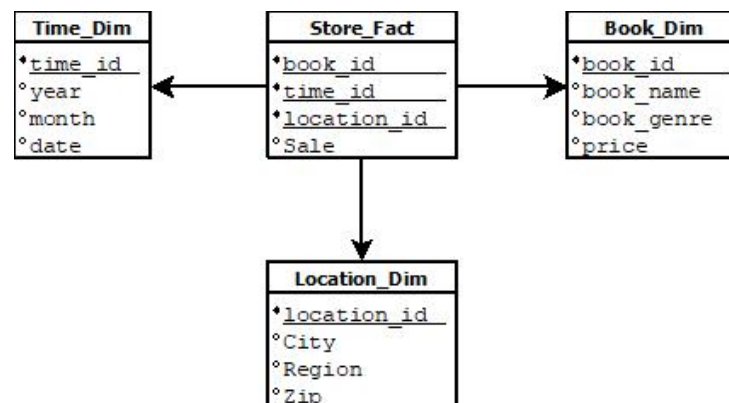 Time_Dim
time_id
year
month
date
Store_Fact
book_id
time_id
location_id
Sale
Book_Dim
book_id
book_name
book_genre
price
Location_Dim
location_id
City
Region
Zip